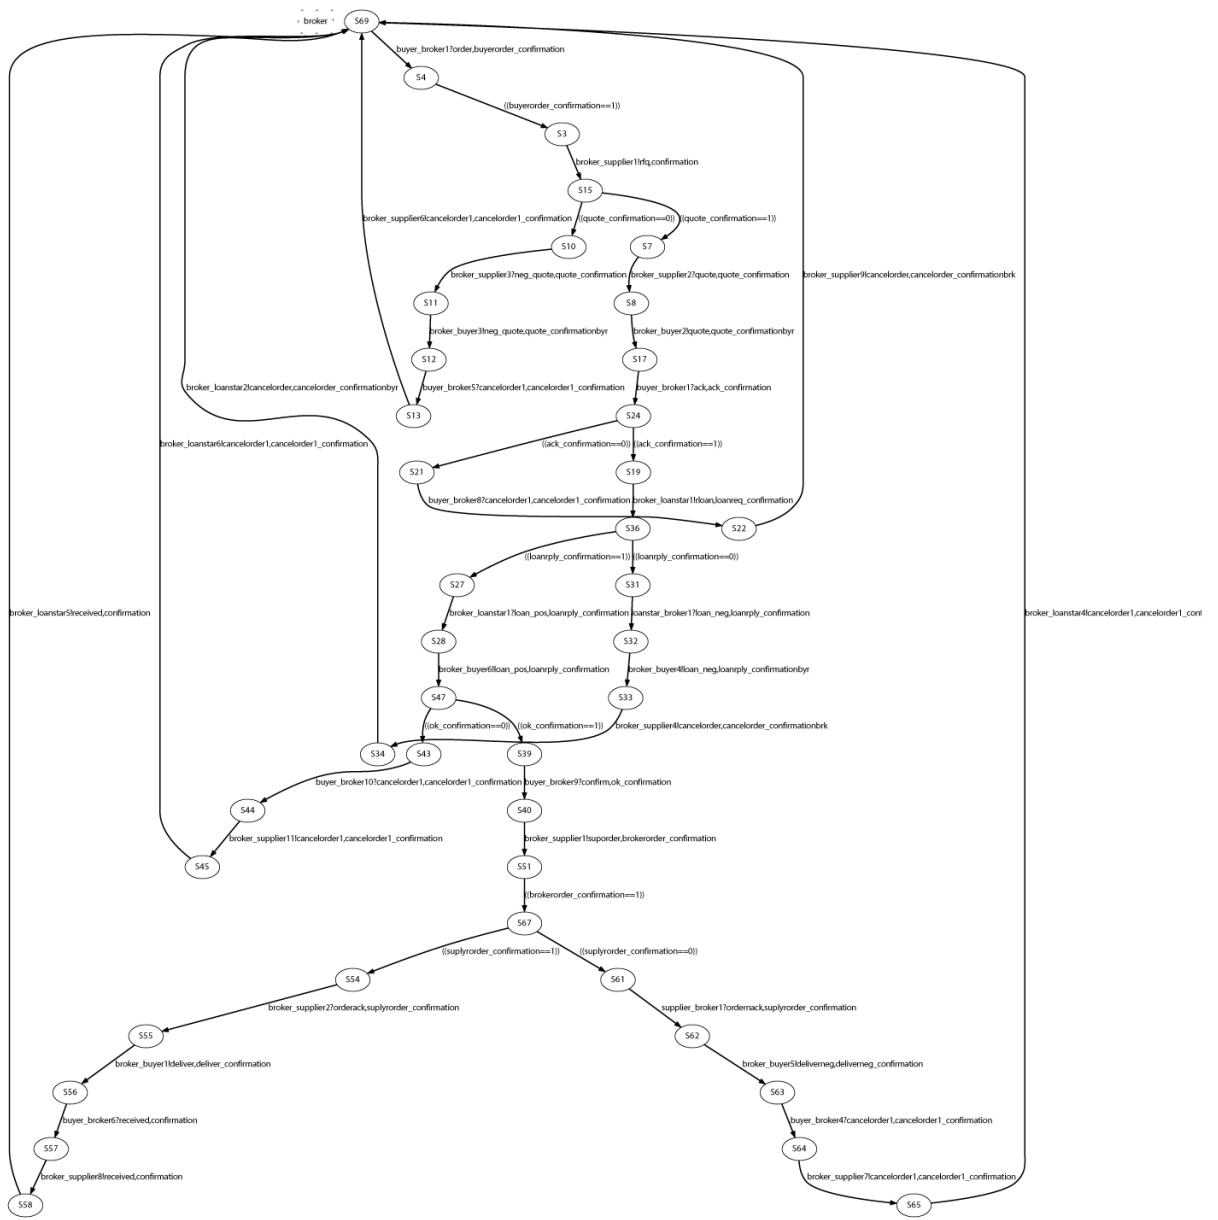 broker
S69
buyer_broker1?order,buyerorder_confirmation
S4
((buyerorder_confirmation==1))
S3
broker_supplier1!rfq,confirmation
S15
broker_supplier6!cancelorder1,cancelorder1_confirmation
((quote_confirmation==0))
((quote_confirmation==1))
S10
S7
broker_supplier3?neg_quote,quote_confirmation
broker_supplier2?quote,quote_confirmation
broker_supplier9!cancelorder,cancelorder_confirmationbrk
S11
S8
broker_buyer3!neg_quote,quote_confirmationbyr
broker_buyer2!quote,quote_confirmationbyr
S12
S17
broker_loanstar2!cancelorder,cancelorder_confirmationbyr
buyer_broker5?cancelorder1,cancelorder1_confirmation
buyer_broker1?ack,ack_confirmation
S13
S24
broker_loanstar6!cancelorder1,cancelorder1_confirmation
((ack_confirmation==0))
((ack_confirmation==1))
S21
S19
buyer_broker8?cancelorder1,cancelorder1_confirmation
broker_loanstar1!rloan,loanreq_confirmation
S36
S22
((loanrply_confirmation==1))
((loanrply_confirmation==0))
S27
S31
broker_loanstar5!received,confirmation
broker_loanstar1?loan_pos,loanrply_confirmation
loanstar_broker1?loan_neg,loanrply_confirmation
broker_loanstar4!cancelorder1,cancelorder1_conf
S28
S32
broker_buyer6!loan_pos,loanrply_confirmation
broker_buyer4!loan_neg,loanrply_confirmationbyr
S47
S33
((ok_confirmation==0))
((ok_confirmation==1))
broker_supplier4!cancelorder,cancelorder_confirmationbrk
S34
S43
S39
buyer_broker10?cancelorder1,cancelorder1_confirmation
buyer_broker9?confirm,ok_confirmation
S44
S40
broker_supplier11!cancelorder1,cancelorder1_confirmation
broker_supplier1!suporder,brokerorder_confirmation
S45
S51
((brokerorder_confirmation==1))
S67
((suplyrorder_confirmation==1))
((suplyrorder_confirmation==0))
S54
S61
broker_supplier2?orderack,suplyrorder_confirmation
supplier_broker1?ordernack,suplyrorder_confirmation
S55
S62
broker_buyer1!deliver,deliver_confirmation
broker_buyer5!deliverneg,deliverneg_confirmation
S56
S63
buyer_broker6?received,confirmation
buyer_broker4?cancelorder1,cancelorder1_confirmation
S57
S64
broker_supplier8!received,confirmation
broker_supplier7!cancelorder1,cancelorder1_confirmation
S58
S65